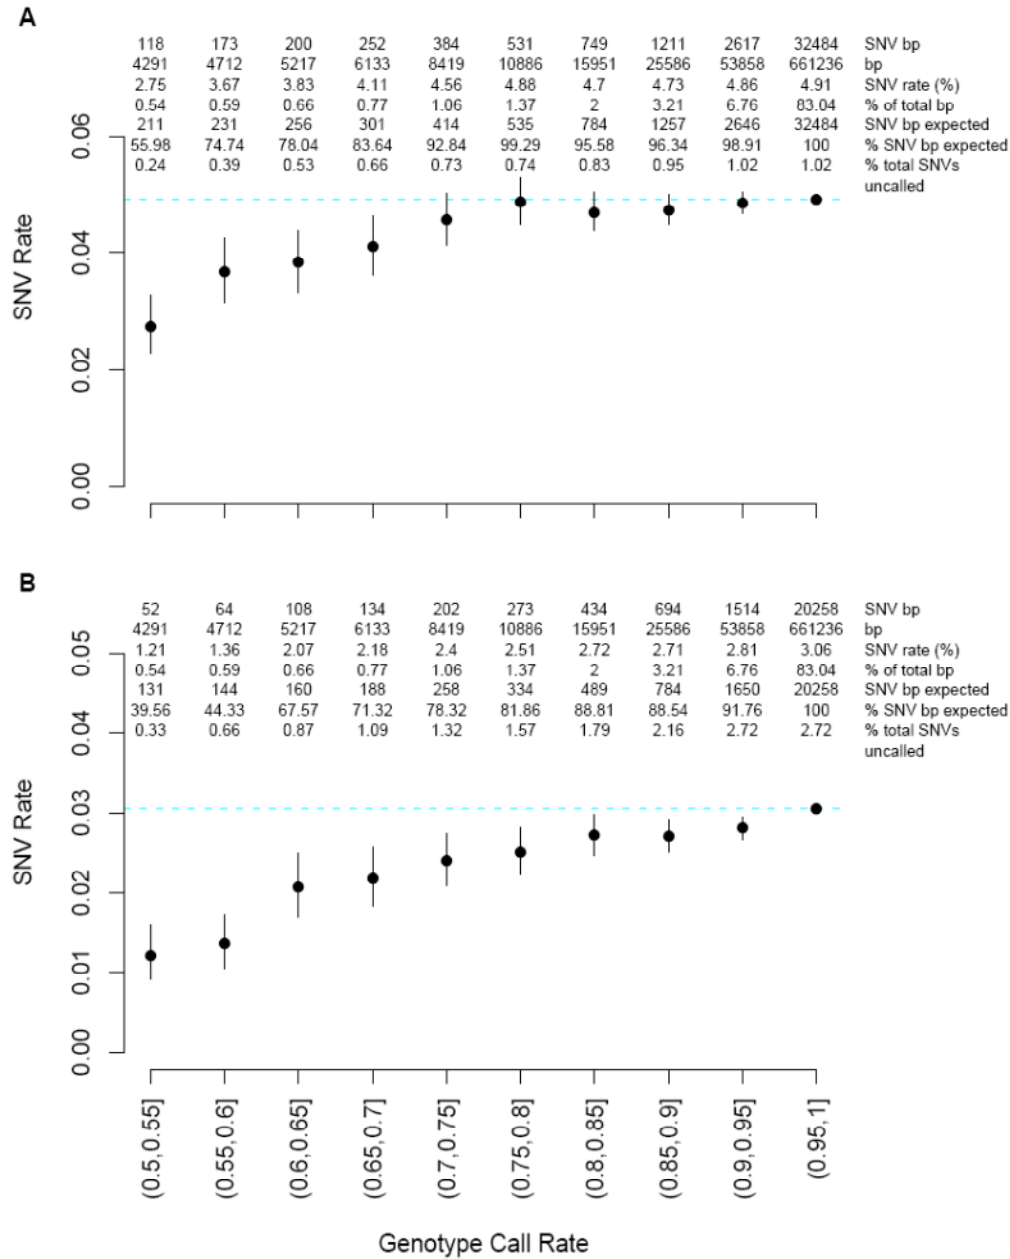 A
118 173 200 252 384 531 749 1211 2617 32484 SNV bp
4291 4712 5217 6133 8419 10886 15951 25586 53858 661236 bp
2.75 3.67 3.83 4.11 4.56 4.88 4.7 4.73 4.86 4.91 SNV rate (%)
0.54 0.59 0.66 0.77 1.06 1.37 2 3.21 6.76 83.04 % of total bp
211 231 256 301 414 535 784 1257 2646 32484 SNV bp expected
55.98 74.74 78.04 83.64 92.84 99.29 95.58 96.34 98.91 100 % SNV bp expected
0.24 0.39 0.53 0.66 0.73 0.74 0.83 0.95 1.02 1.02 % total SNVs
uncalled
0.06
0.04
0.02
0.00
SNV Rate
B
52 64 108 134 202 273 434 694 1514 20258 SNV bp
4291 4712 5217 6133 8419 10886 15951 25586 53858 661236 bp
1.21 1.36 2.07 2.18 2.4 2.51 2.72 2.71 2.81 3.06 SNV rate (%)
0.54 0.59 0.66 0.77 1.06 1.37 2 3.21 6.76 83.04 % of total bp
131 144 160 188 258 334 489 784 1650 20258 SNV bp expected
39.56 44.33 67.57 71.32 78.32 81.86 88.81 88.54 91.76 100 % SNV bp expected
0.33 0.66 0.87 1.09 1.32 1.57 1.79 2.16 2.72 2.72 % total SNVs
uncalled
0.05
0.04
0.03
0.02
0.01
0.00
SNV Rate
(0.5,0.55]
(0.55,0.6]
(0.6,0.65]
(0.65,0.7]
(0.7,0.75]
(0.75,0.8]
(0.8,0.85]
(0.85,0.9]
(0.9,0.95]
(0.95,1]
Genotype Call Rate